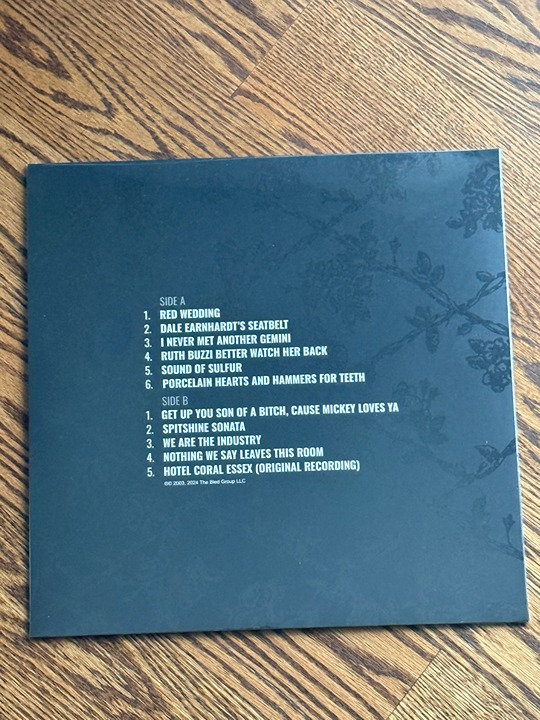 SIDE A
1. RED WEDDING
2. DALE EARNHARDT'S SEATBELT
3. I NEVER MET ANOTHER GEMINI
4. RUTH BUZZI BETTER WATCH HER BACK
5. SOUND OF SULFUR
6. PORCELAIN HEARTS AND HAMMERS FOR TEETH
SIDE B
1. GET UP YOU SON OF A BITCH, CAUSE MICKEY LOVES YA
2. SPITSHINE SONATA
3. WE ARE THE INDUSTRY
4. NOTHING WE SAY LEAVES THIS ROOM
5. HOTEL CORAL ESSEX (ORIGINAL RECORDING)
℗© 2003, 2024 The Bled Group LLC